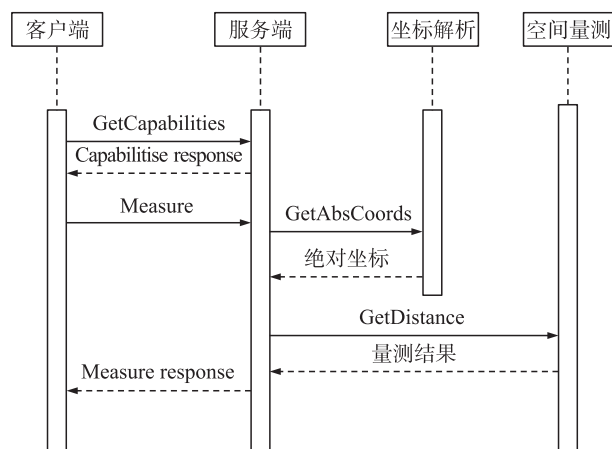 客户端
服务端
坐标解析
空间量测
GetCapabilities
Capabilitise response
Measure
GetAbsCoords
绝对坐标
GetDistance
量测结果
Measure response